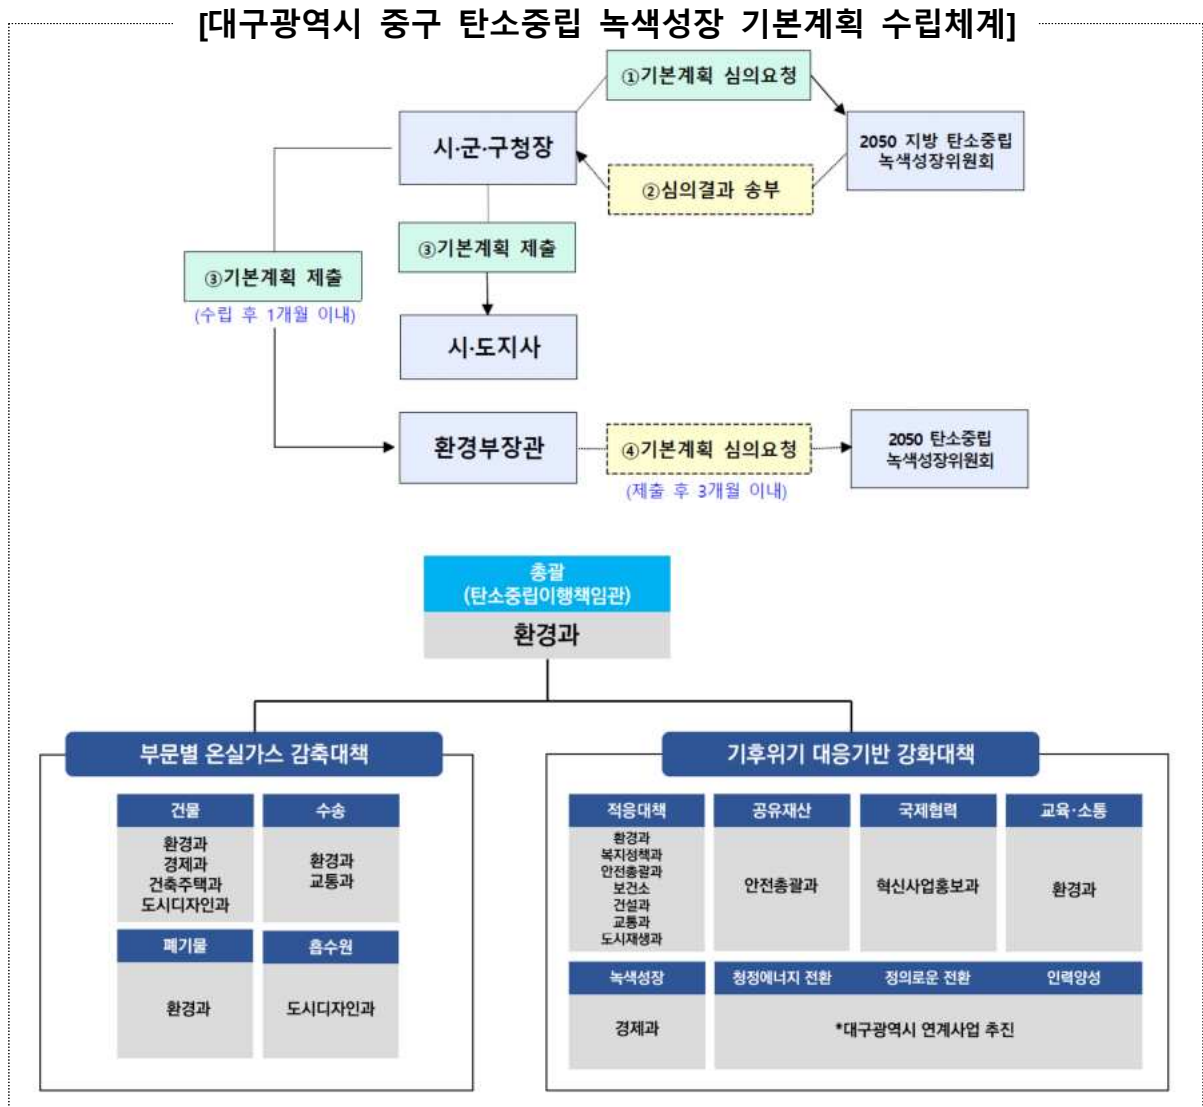 [대구광역시 중구 탄소중립 녹색성장 기본계획 수립체계]
①기본계획 심의요청
시·군·구청장
2050 지방 탄소중립
녹색성장위원회
②심의결과 송부
③기본계획 제출
③기본계획 제출
(수립 후 1개월 이내)
시·도지사
환경부장관
④기본계획 심의요청
(제출 후 3개월 이내)
2050 탄소중립
녹색성장위원회
총괄
(탄소중립이행책임관)
환경과
부문별 온실가스 감축대책
건물
환경과
경제과
건축주택과
도시디자인과
수송
환경과
교통과
폐기물
환경과
흡수원
도시디자인과
기후위기 대응기반 강화대책
적응대책
환경과
복지정책과
안전총괄과
보건소
건설과
교통과
도시재생과
공유재산
안전총괄과
국제협력
혁신사업홍보과
교육·소통
환경과
녹색성장
경제과
청정에너지 전환
정의로운 전환
인력양성
*대구광역시 연계사업 추진